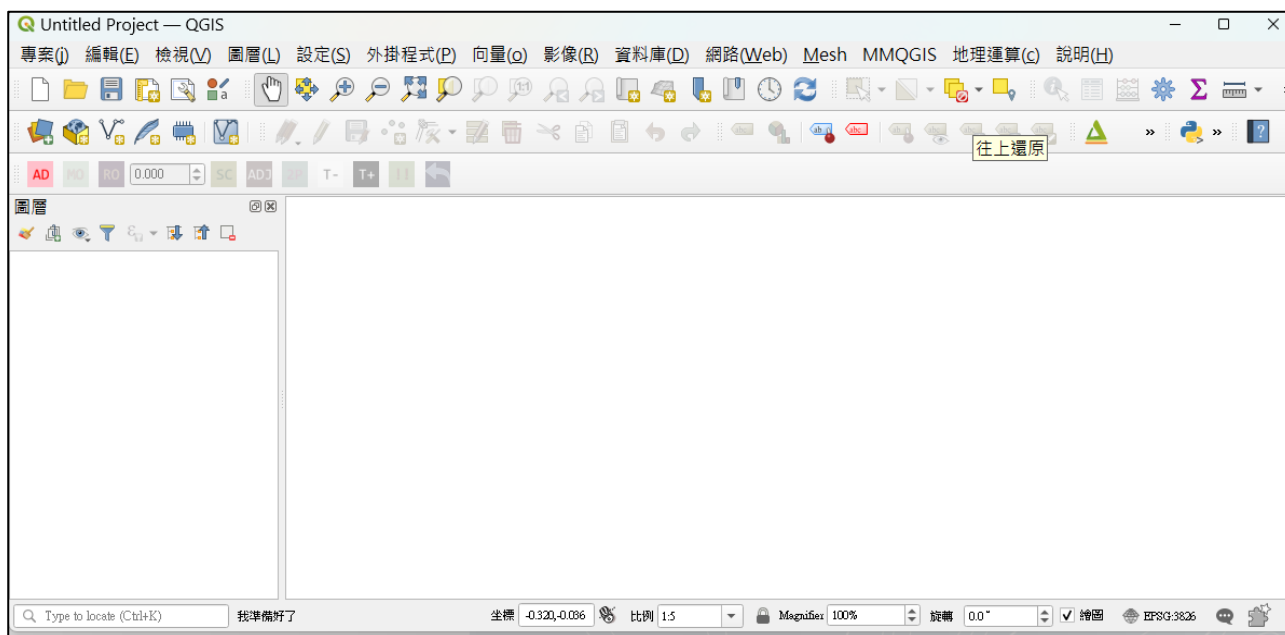 Untitled Project — QGIS
專案(j) 編輯(E) 檢視(V) 圖層(L) 設定(S) 外掛程式(P) 向量(o) 影像(R) 資料庫(D) 網路(Web) Mesh MMQGIS 地理運算(c) 說明(H)
往上還原
AD MO RO 0.000 SC ADJ T- T+
圖層
Type to locate (Ctrl+K) 我準備好了 坐標 -0.320,-0.036 比例 1:5 Magnifier 100% 旋轉 0.0° 繪圖 EPSG:3826